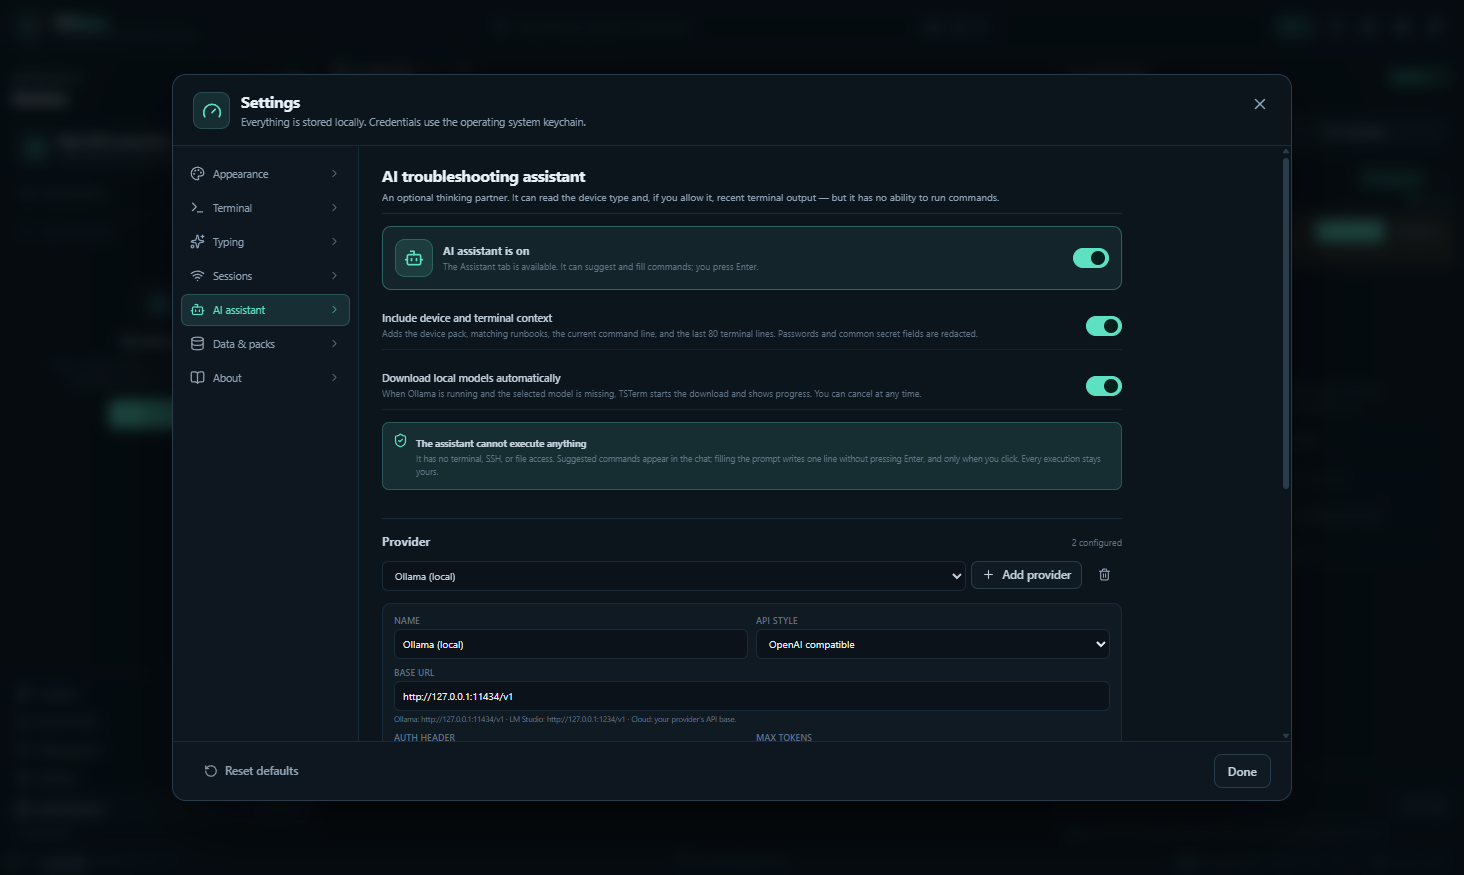 Settings
Everything is stored locally. Credentials use the operating system keychain.
Appearance
Terminal
Typing
Sessions
AI assistant
Data & packs
About
AI troubleshooting assistant
An optional thinking partner. It can read the device type and, if you allow it, recent terminal output — but it has no ability to run commands.
AI assistant is on
The Assistant tab is available. It can suggest and fill commands; you press Enter.
Include device and terminal context
Adds the device pack, matching runbooks, the current command line, and the last 80 terminal lines. Passwords and common secret fields are redacted.
Download local models automatically
When Ollama is running and the selected model is missing, TSTerm starts the download and shows progress. You can cancel at any time.
The assistant cannot execute anything
It has no terminal, SSH, or file access. Suggested commands appear in the chat; filling the prompt writes one line without pressing Enter, and only when you click. Every execution stays
yours.
Provider
2 configured
Ollama (local)
Add provider
NAME
API STYLE
Ollama (local)
OpenAI compatible
BASE URL
http://127.0.0.1:11434/v1
Ollama: http://127.0.0.1:11434/v1 · LM Studio: http://127.0.0.1:1234/v1 · Cloud: your provider's API base.
AUTH HEADER
MAX TOKENS
Reset defaults
Done